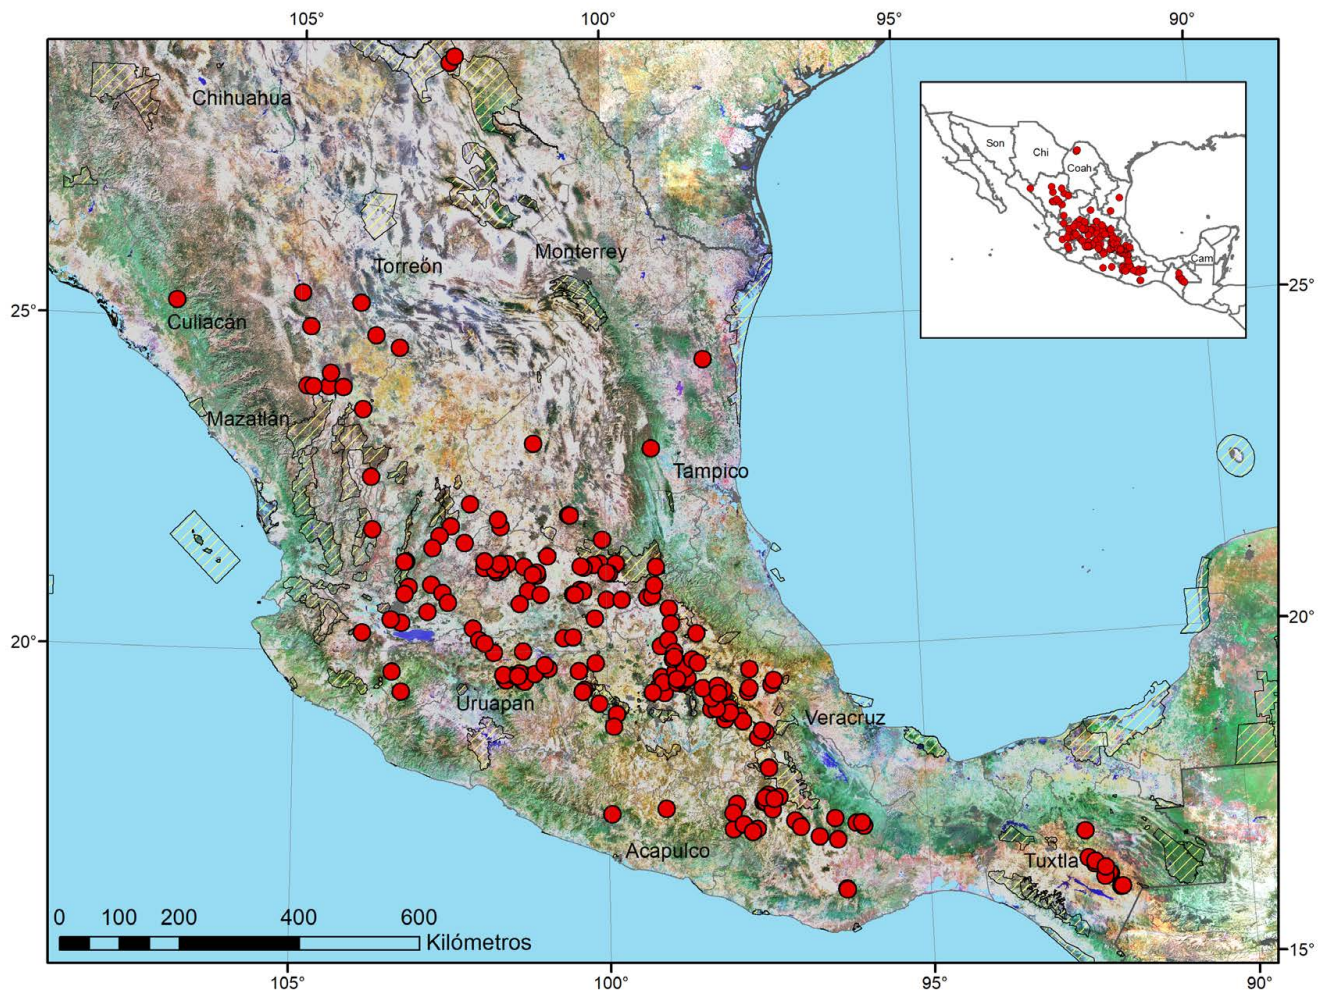 105° 100° 95° 90°
Chihuahua
Son
Chi
Coah
Cam
Monterrey
Torreón
25° 25°
Culiacán
Mazatlán
Tampico
20° 20°
Uruapan
Veracruz
Acapulco
Tuxtla
0 100 200 400 600
Kilómetros
15°
105° 100° 95° 90°